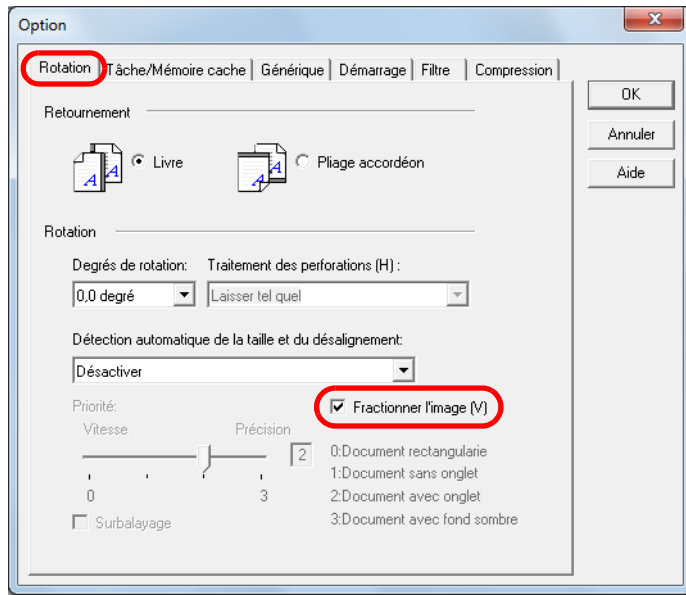 Option
Rotation Tâche/Mémoire cache Générique Démarrage Filtre Compression
OK
Annuler
Aide
Retournement
A A Livre
A Pliage accordéon
Rotation
Degrés de rotation: Traitement des perforations (H) :
0,0 degré Laisser tel quel
Détection automatique de la taille et du désalignement:
Désactiver
Priorité: Fractionner l'image (V)
Vitesse Précision
2
0 3
0:Document rectangularie
1:Document sans onglet
2:Document avec onglet
3:Document avec fond sombre
Surbalayage